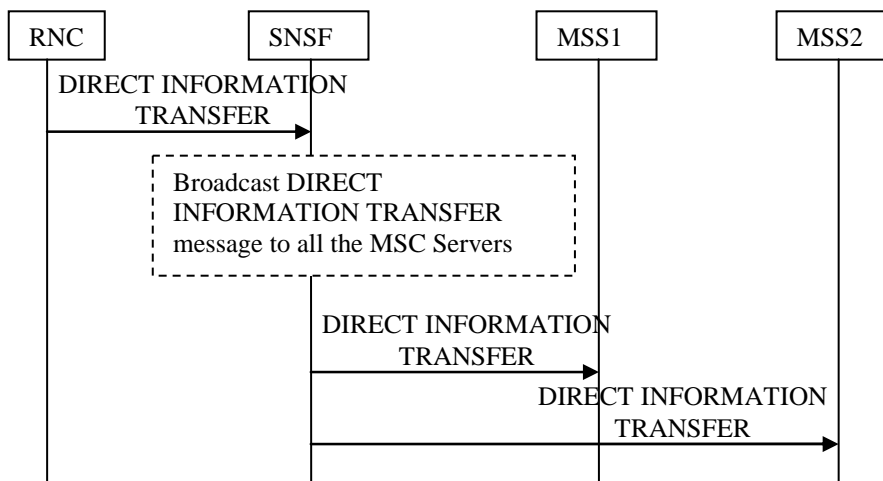 RNC SNSF MSS1 MSS2
DIRECT INFORMATION
TRANSFER
Broadcast DIRECT
INFORMATION TRANSFER
message to all the MSC Servers
DIRECT INFORMATION
TRANSFER
DIRECT INFORMATION
TRANSFER